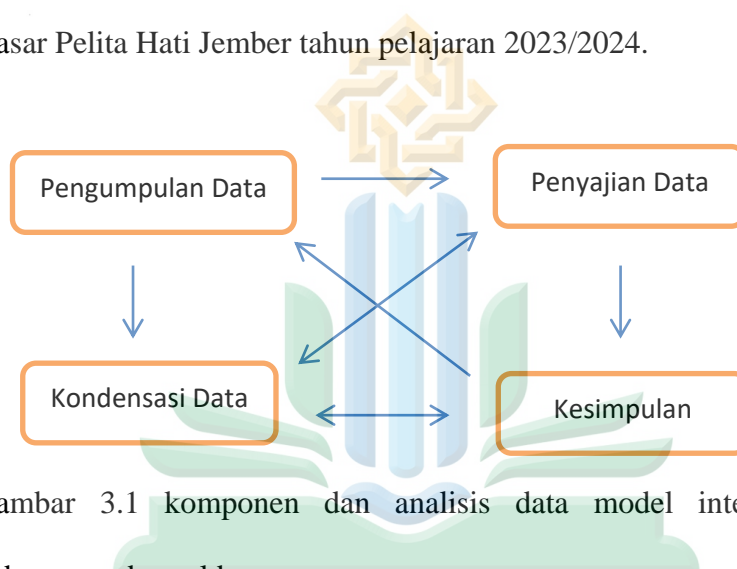 asar Pelita Hati Jember tahun pelajaran 2023/2024.
Pengumpulan Data
Penyajian Data
Kondensasi Data
Kesimpulan
ambar 3.1 komponen dan analisis data model inte